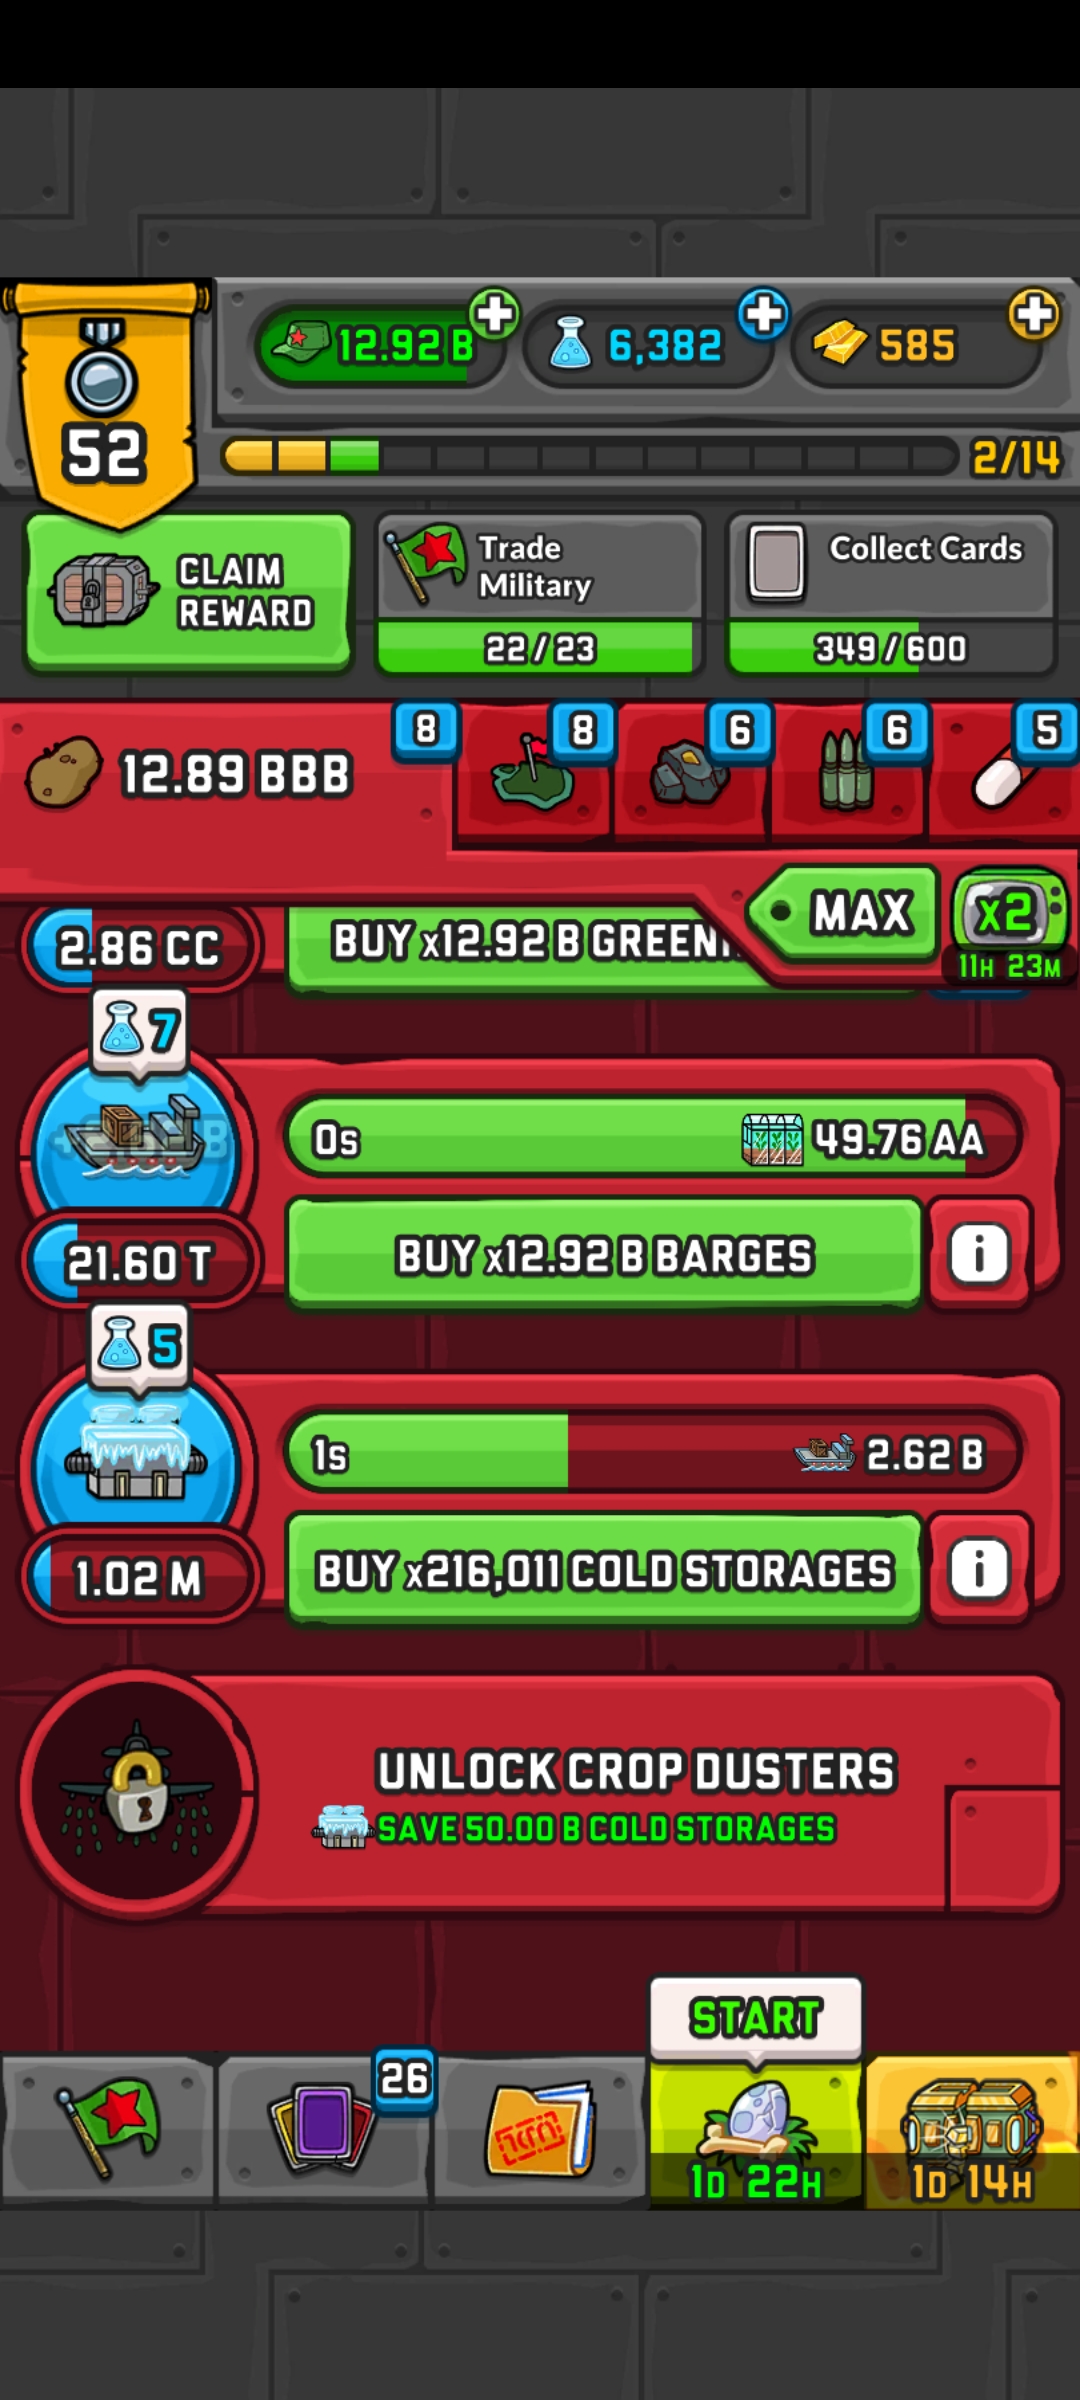 12.92 B
6,382
585
52
2/14
CLAIM
REWARD
Trade
Military
22/23
Collect Cards
349/600
12.89 BBB
8
8
6
6
5
MAX
x2
11H 23M
2.86 CC
BUY x12.92 B
7
0s
49.76 AA
21.60 T
BUY x12.92 B BARGES
i
5
1s
2.62 B
1.02 M
BUY x216,011 COLD STORAGES
i
UNLOCK CROP DUSTERS
SAVE 50.00 B COLD STORAGES
START
26
1D 22H
1D 14H